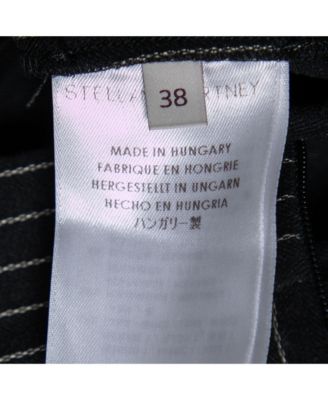 STELLA McCARTNEY
38
MADE IN HUNGARY
FABRIQUE EN HONGRIE
HERGESTELLT IN UNGARN
HECHO EN HUNGRIA
ハンガリー製